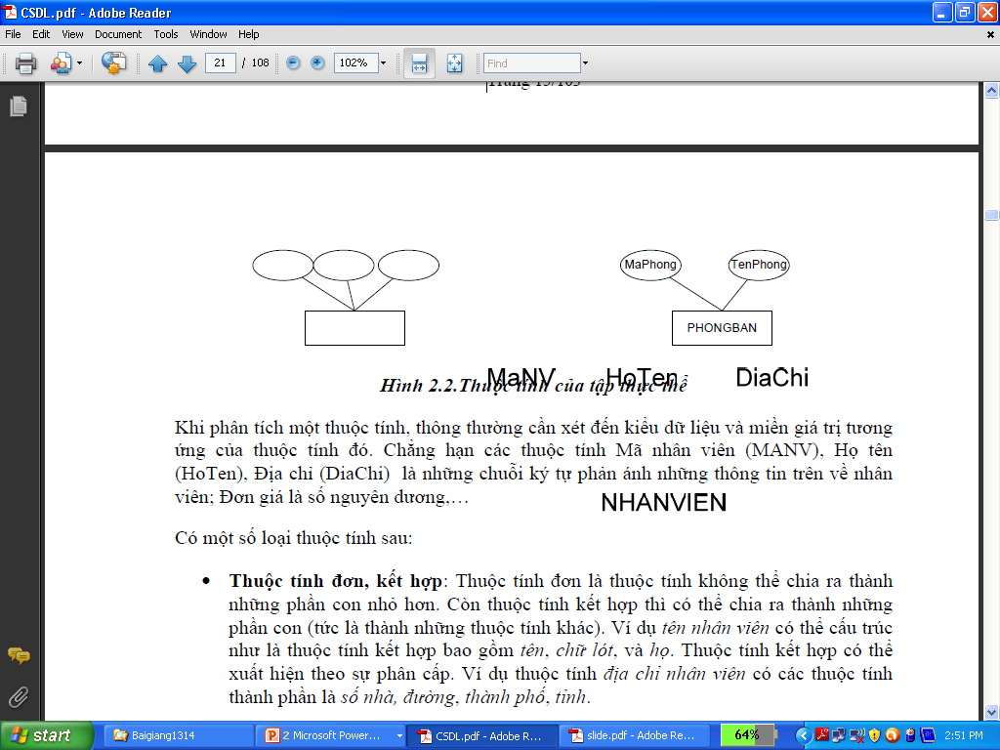 CSDL.pdf - Adobe Reader
File Edit View Document Tools Window Help
21 / 108 102% Find
Trang 15/105
MaPhong TenPhong
PHONGBAN
MaNV HoTen DiaChi
Hình 2.2.Thuộc tính của tập thực thể
Khi phân tích một thuộc tính, thông thường cần xét đến kiểu dữ liệu và miền giá trị tương
ứng của thuộc tính đó. Chẳng hạn các thuộc tính Mã nhân viên (MANV), Họ tên
(HoTen), Địa chỉ (DiaChi) là những chuỗi ký tự phản ánh những thông tin trên về nhân
viên; Đơn giá là số nguyên dương,…
NHANVIEN
Có một số loại thuộc tính sau:
• Thuộc tính đơn, kết hợp: Thuộc tính đơn là thuộc tính không thể chia ra thành
những phần con nhỏ hơn. Còn thuộc tính kết hợp thì có thể chia ra thành những
phần con (tức là thành những thuộc tính khác). Ví dụ tên nhân viên có thể cấu trúc
như là thuộc tính kết hợp bao gồm tên, chữ lót, và họ. Thuộc tính kết hợp có thể
xuất hiện theo sự phân cấp. Ví dụ thuộc tính địa chỉ nhân viên có các thuộc tính
thành phần là số nhà, đường, thành phố, tỉnh.
start Baigiang1314 2 Microsoft Power... CSDL.pdf - Adobe R... slide.pdf - Adobe Re... 64% 2:51 PM